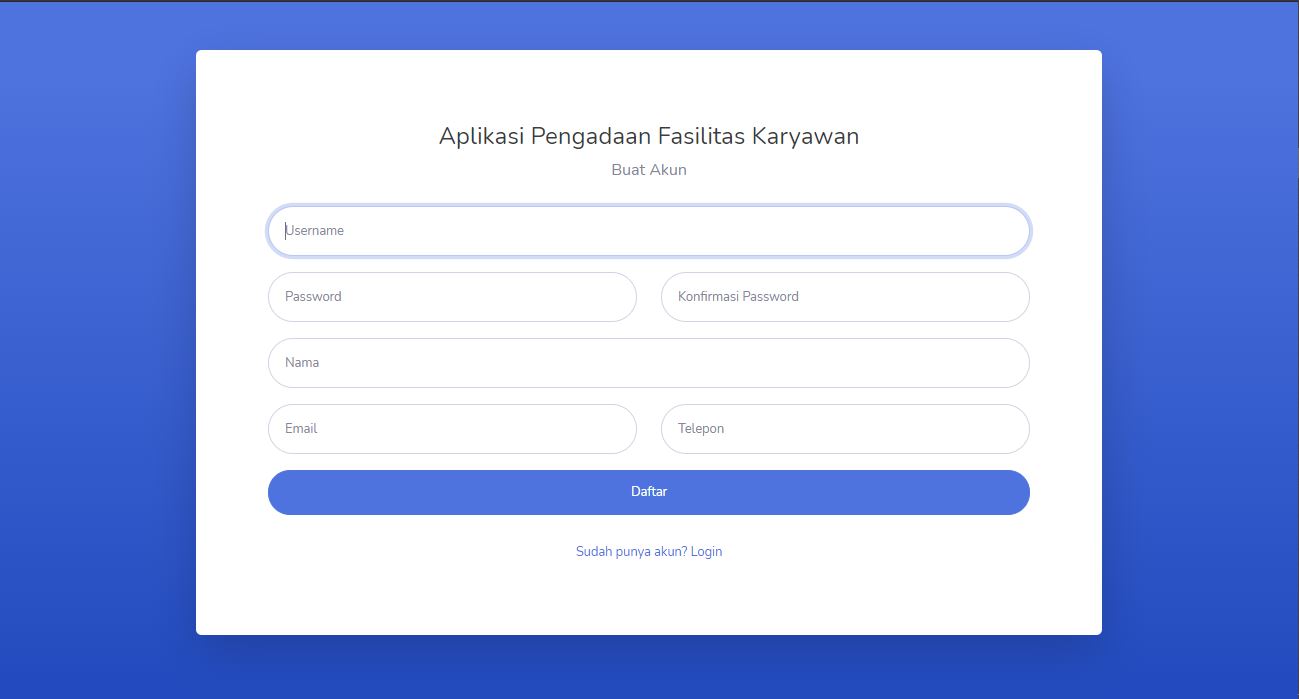 Aplikasi Pengadaan Fasilitas Karyawan
Buat Akun
Username
Password
Konfirmasi Password
Nama
Email
Telepon
Daftar
Sudah punya akun? Login